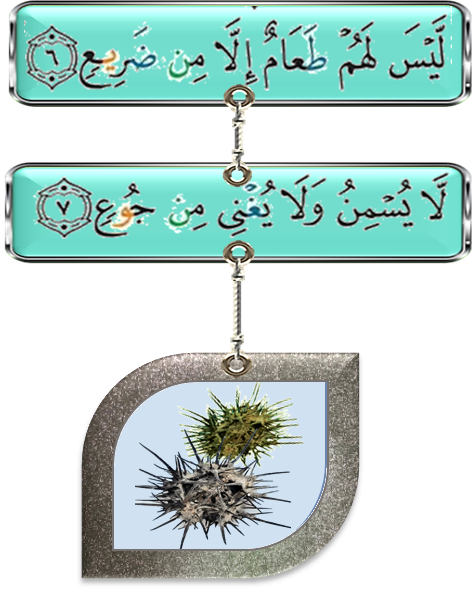 لَّيْسَ لَهُمْ طَعَامٌ إِلَّا مِن ضَرِيعٍ ٦
لَّا يُسْمِنُ وَلَا يُغْنِى مِن جُوعٍ ٧